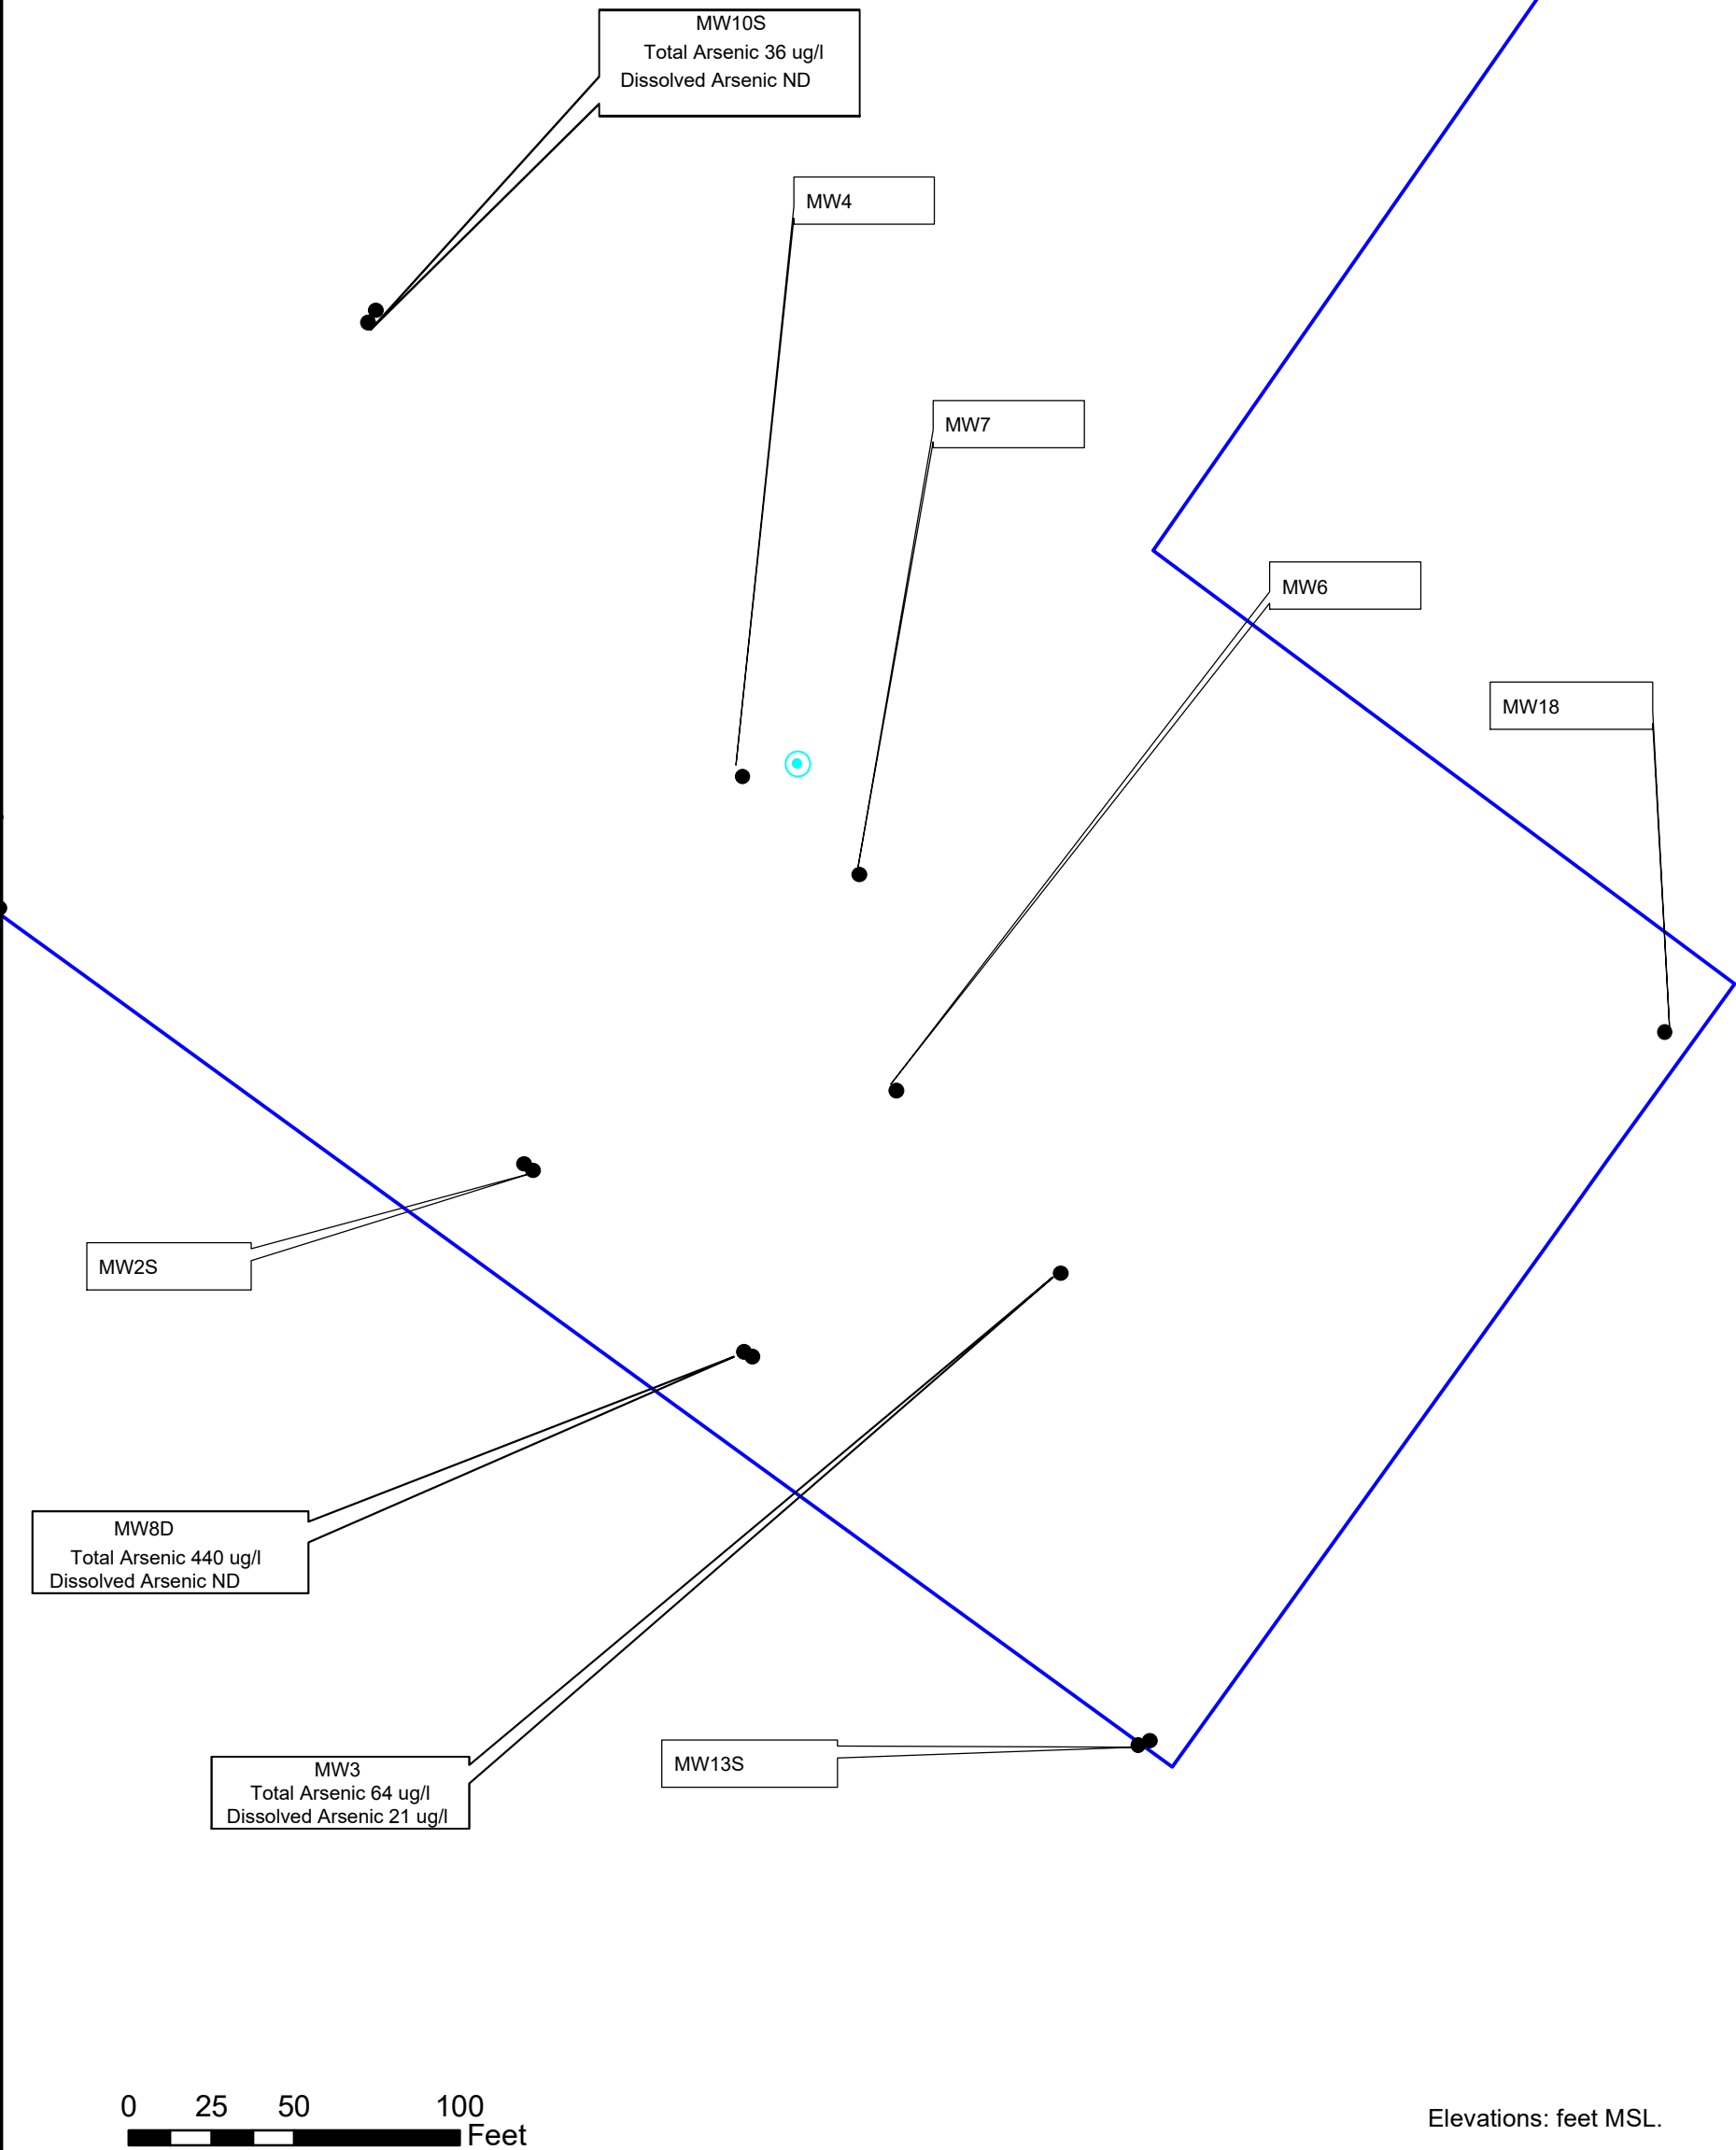 MW10S
Total Arsenic 36 ug/l
Dissolved Arsenic ND
MW4
MW7
MW6
MW18
MW2S
MW8D
Total Arsenic 440 ug/l
Dissolved Arsenic ND
MW3
Total Arsenic 64 ug/l
Dissolved Arsenic 21 ug/l
MW13S
0 25 50 100
Feet
Elevations: feet MSL.